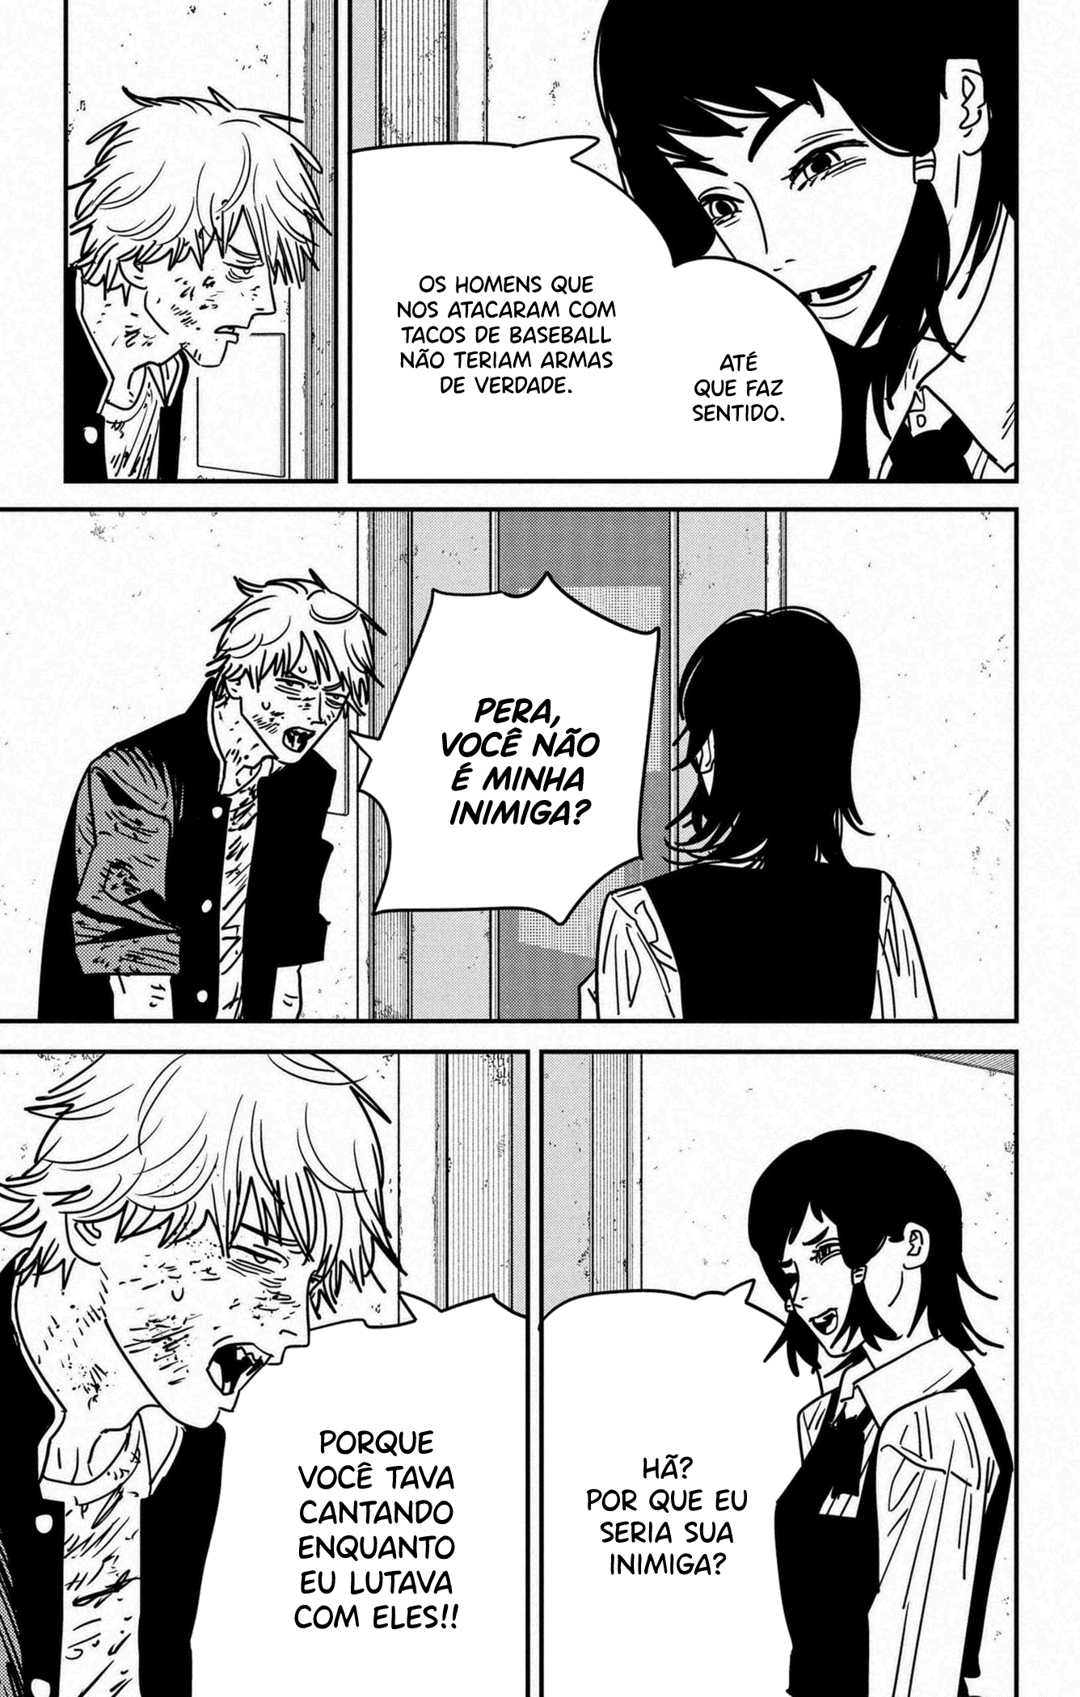 ATÉ
QUE FAZ
SENTIDO.
OS HOMENS QUE
NOS ATACARAM COM
TACOS DE BASEBALL
NÃO TERIAM ARMAS
DE VERDADE.
PERA,
VOCÊ NÃO
É MINHA
INIMIGA?
HÃ?
POR QUE EU
SERIA SUA
INIMIGA?
PORQUE
VOCÊ TAVA
CANTANDO
ENQUANTO
EU LUTAVA
COM ELES!!